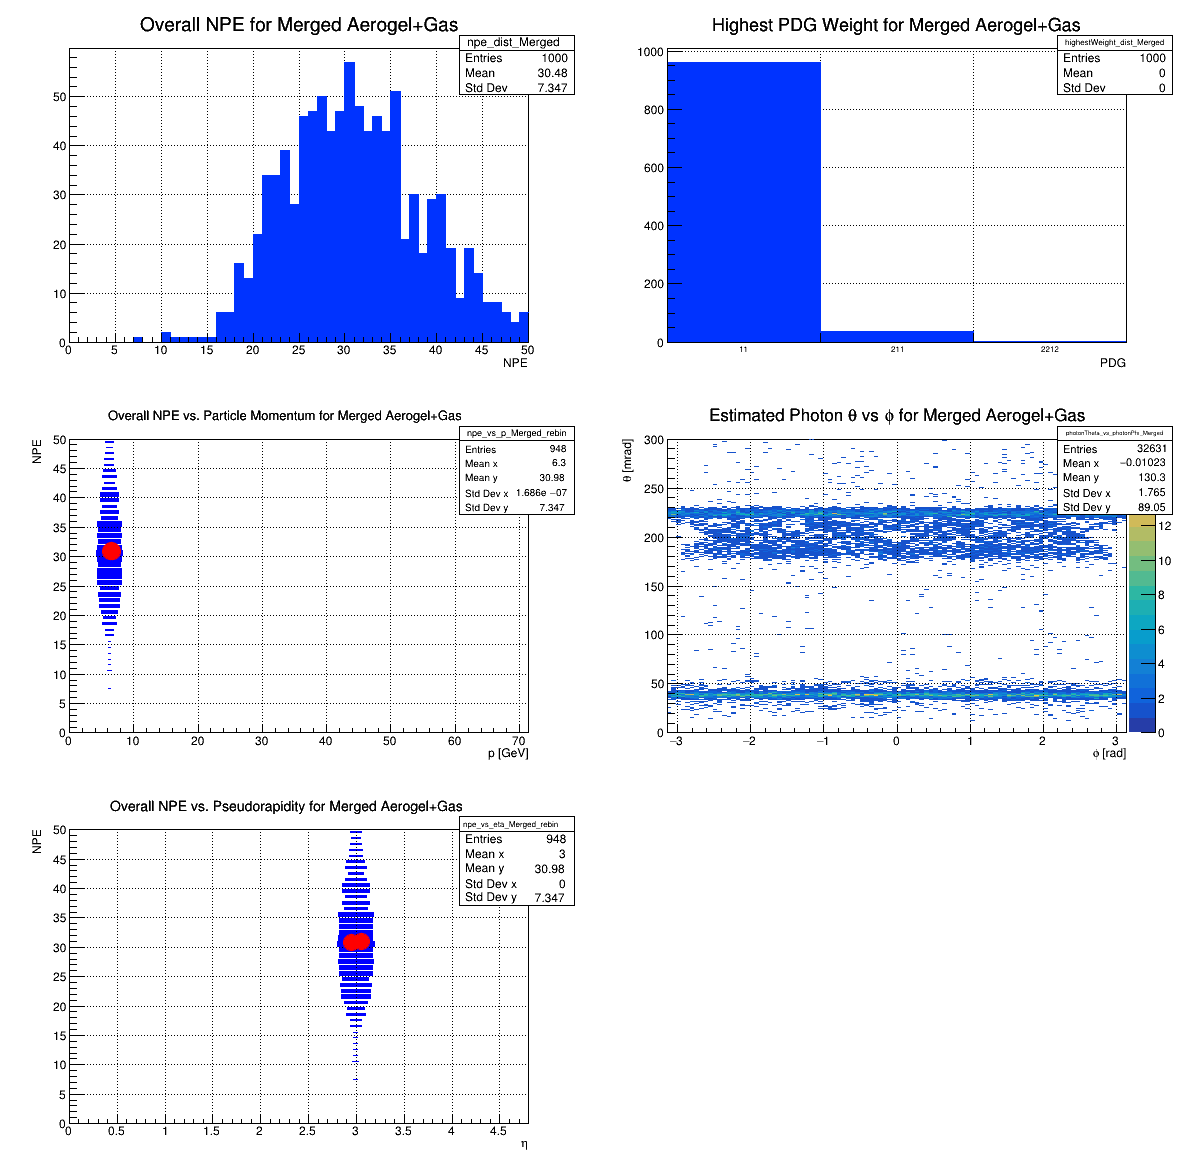 Overall NPE for Merged Aerogel+Gas
npe_dist_Merged
Entries 1000
Mean 30.48
Std Dev 7.347
50
40
30
20
10
0
0 5 10 15 20 25 30 35 40 45 50
NPE
Highest PDG Weight for Merged Aerogel+Gas
highestWeight_dist_Merged
Entries 1000
Mean 0
Std Dev 0
1000
800
600
400
200
0
11 211 2212
PDG
Overall NPE vs. Particle Momentum for Merged Aerogel+Gas
npe_vs_p_Merged_rebin
Entries 948
Mean x 6.3
Mean y 30.98
Std Dev x 1.686e −07
Std Dev y 7.347
NPE
50
45
40
35
30
25
20
15
10
5
0
0 10 20 30 40 50 60 70
p [GeV]
Estimated Photon θ vs ϕ for Merged Aerogel+Gas
photonTheta_vs_photonPhi_Merged
Entries 32631
Mean x −0.01023
Mean y 130.3
Std Dev x 1.765
Std Dev y 89.05
θ [mrad]
300
250
200
150
100
50
0
−3 −2 −1 0 1 2 3
ϕ [rad]
12
10
8
6
4
2
0
Overall NPE vs. Pseudorapidity for Merged Aerogel+Gas
npe_vs_eta_Merged_rebin
Entries 948
Mean x 3
Mean y 30.98
Std Dev x 0
Std Dev y 7.347
NPE
50
45
40
35
30
25
20
15
10
5
0
0 0.5 1 1.5 2 2.5 3 3.5 4 4.5
η